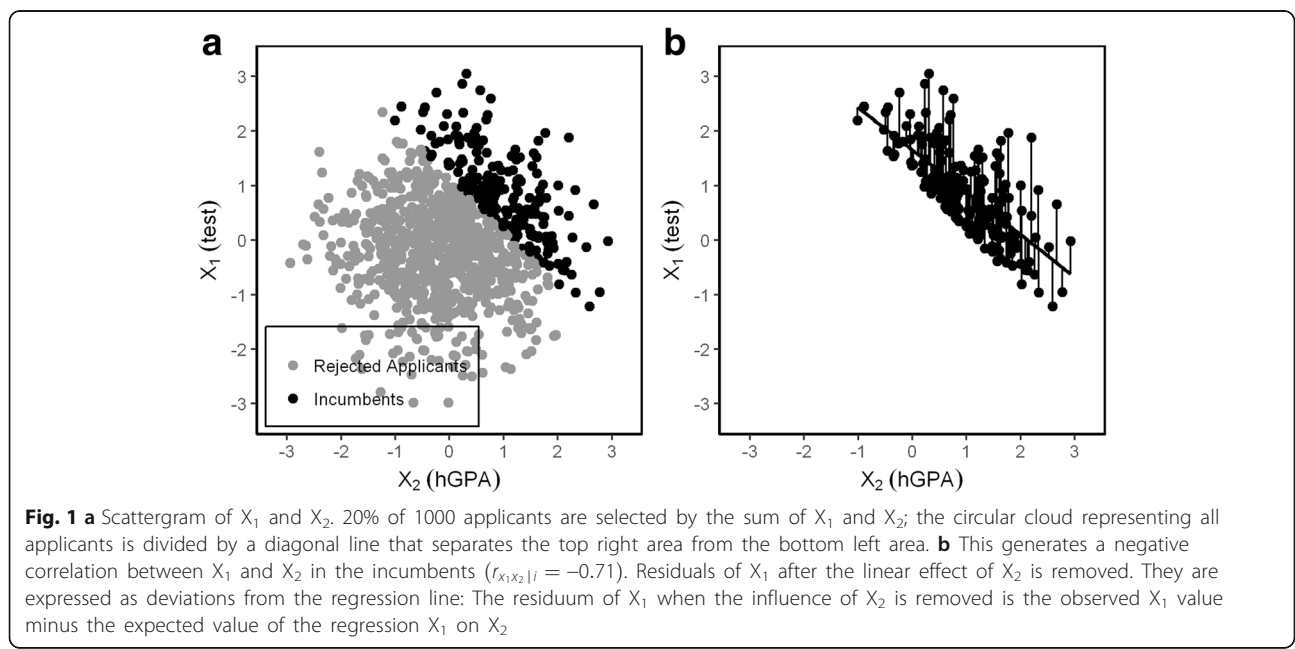 a
3
2
1
0
-1
-2
-3
X₁ (test)
Rejected Applicants
Incumbents
-3 -2 -1 0 1 2 3
X₂ (hGPA)
b
3
2
1
0
-1
-2
-3
X₁ (test)
-3 -2 -1 0 1 2 3
X₂ (hGPA)
Fig. 1 a Scattergram of X₁ and X₂. 20% of 1000 applicants are selected by the sum of X₁ and X₂; the circular cloud representing all
applicants is divided by a diagonal line that separates the top right area from the bottom left area. b This generates a negative
correlation between X₁ and X₂ in the incumbents (r_{x₁x₂|i} = −0.71). Residuals of X₁ after the linear effect of X₂ is removed. They are
expressed as deviations from the regression line: The residuum of X₁ when the influence of X₂ is removed is the observed X₁ value
minus the expected value of the regression X₁ on X₂